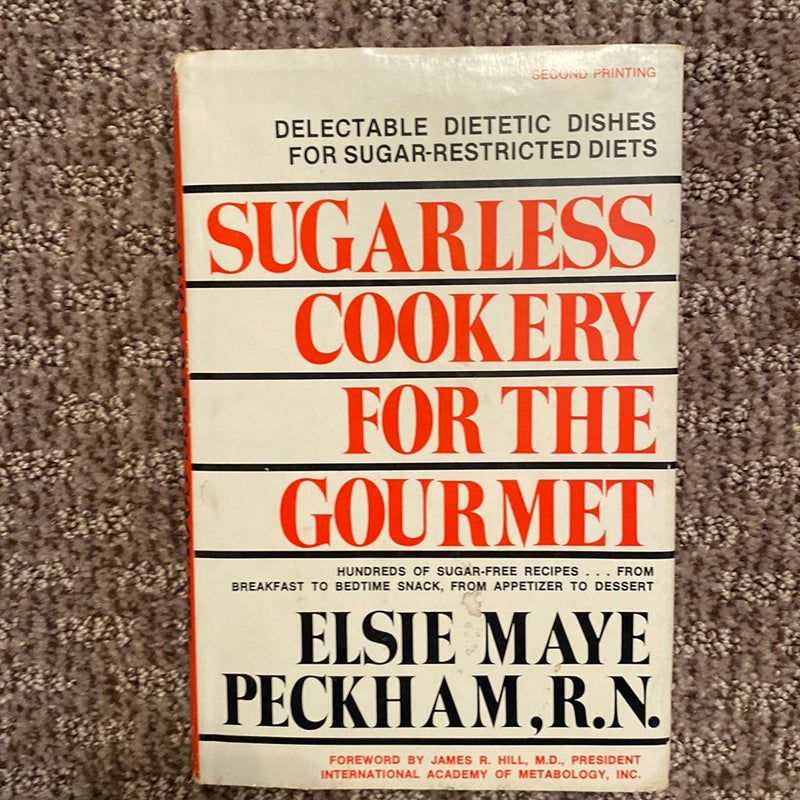 SECOND PRINTING
DELECTABLE DIETETIC DISHES
FOR SUGAR-RESTRICTED DIETS
SUGARLESS
COOKERY
FOR THE
GOURMET
HUNDREDS OF SUGAR-FREE RECIPES . . . FROM
BREAKFAST TO BEDTIME SNACK, FROM APPETIZER TO DESSERT
ELSIE MAYE
PECKHAM, R.N.
FOREWORD BY JAMES R. HILL, M.D., PRESIDENT
INTERNATIONAL ACADEMY OF METABOLOGY, INC.